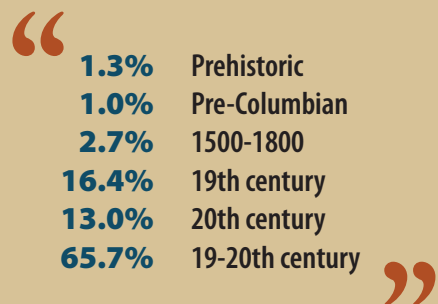 “
1.3% Prehistoric
1.0% Pre-Columbian
2.7% 1500-1800
16.4% 19th century
13.0% 20th century
65.7% 19-20th century
”